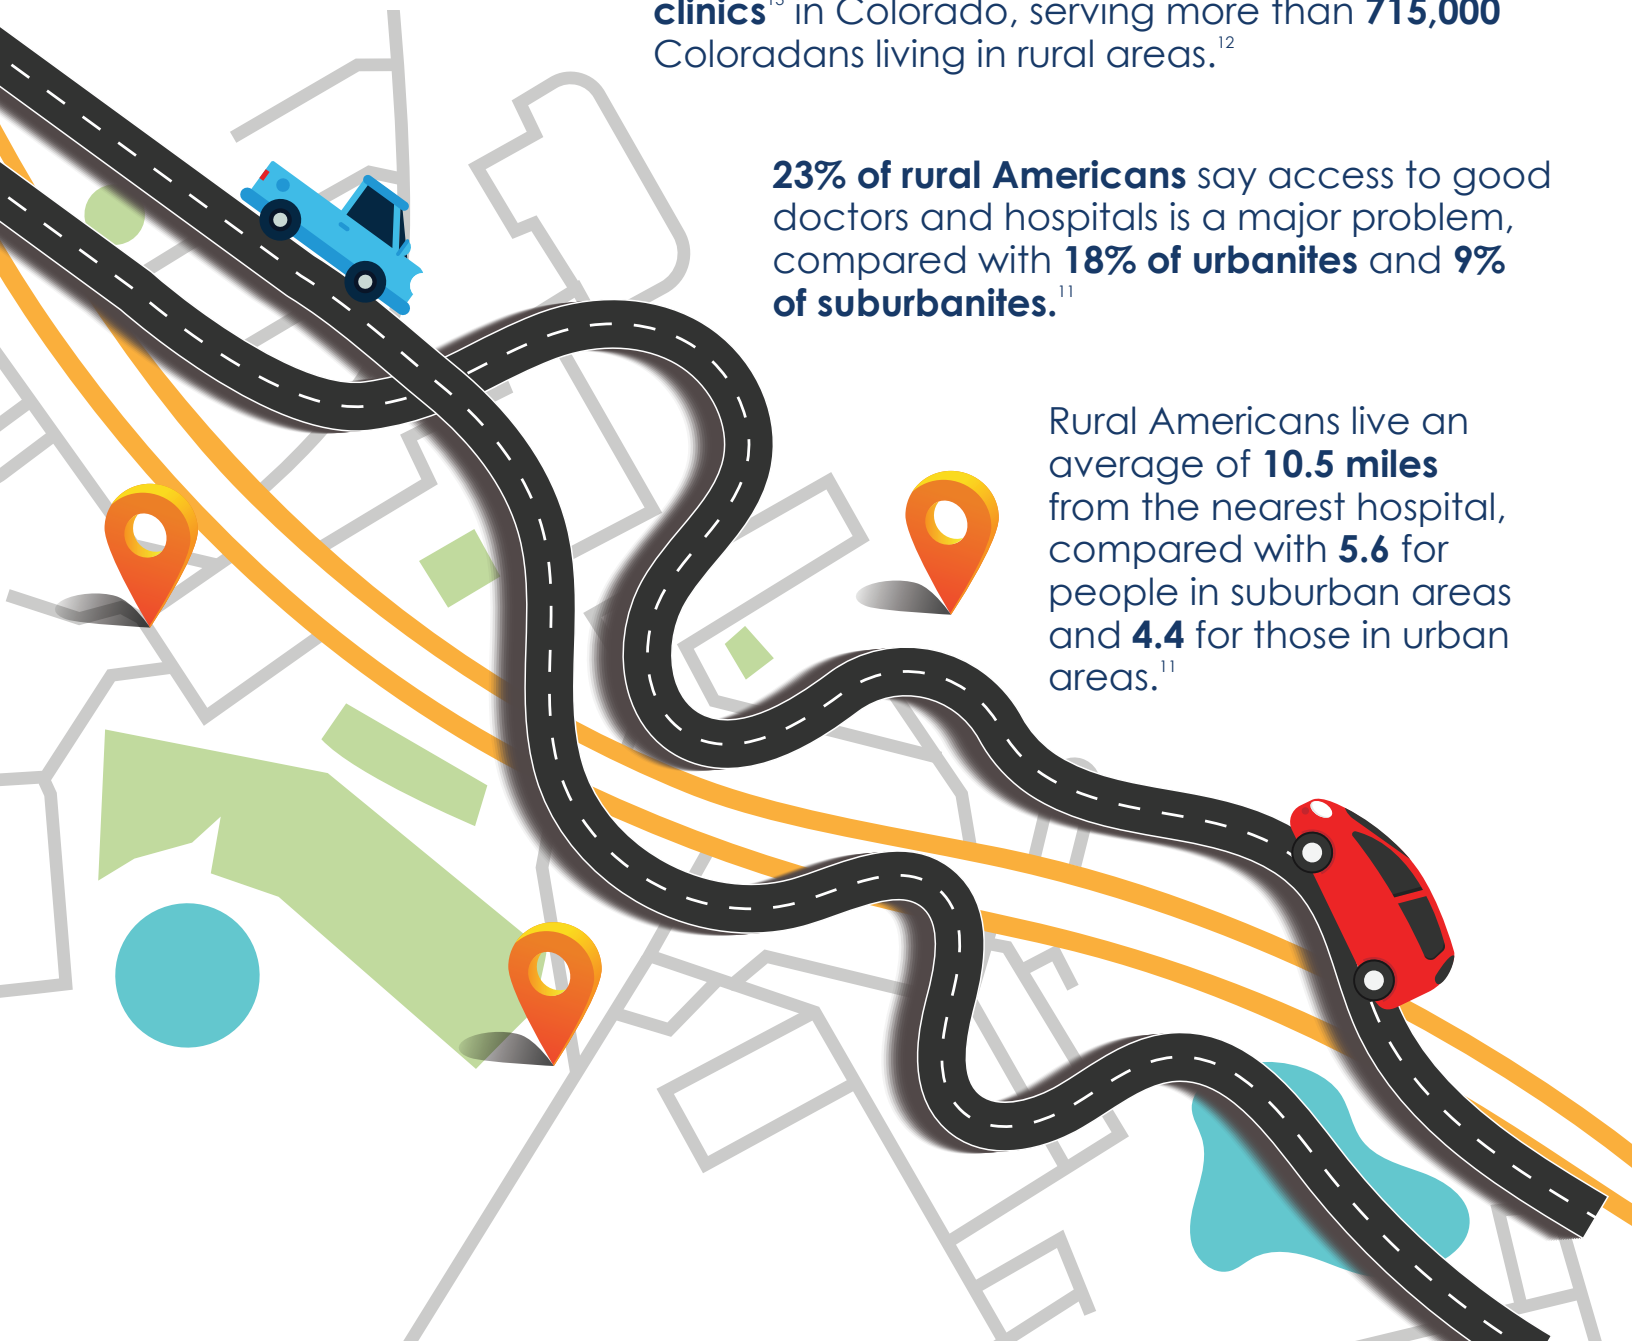 clinics¹³ in Colorado, serving more than 715,000
Coloradans living in rural areas.¹²
23% of rural Americans say access to good
doctors and hospitals is a major problem,
compared with 18% of urbanites and 9%
of suburbanites.¹¹
Rural Americans live an
average of 10.5 miles
from the nearest hospital,
compared with 5.6 for
people in suburban areas
and 4.4 for those in urban
areas.¹¹